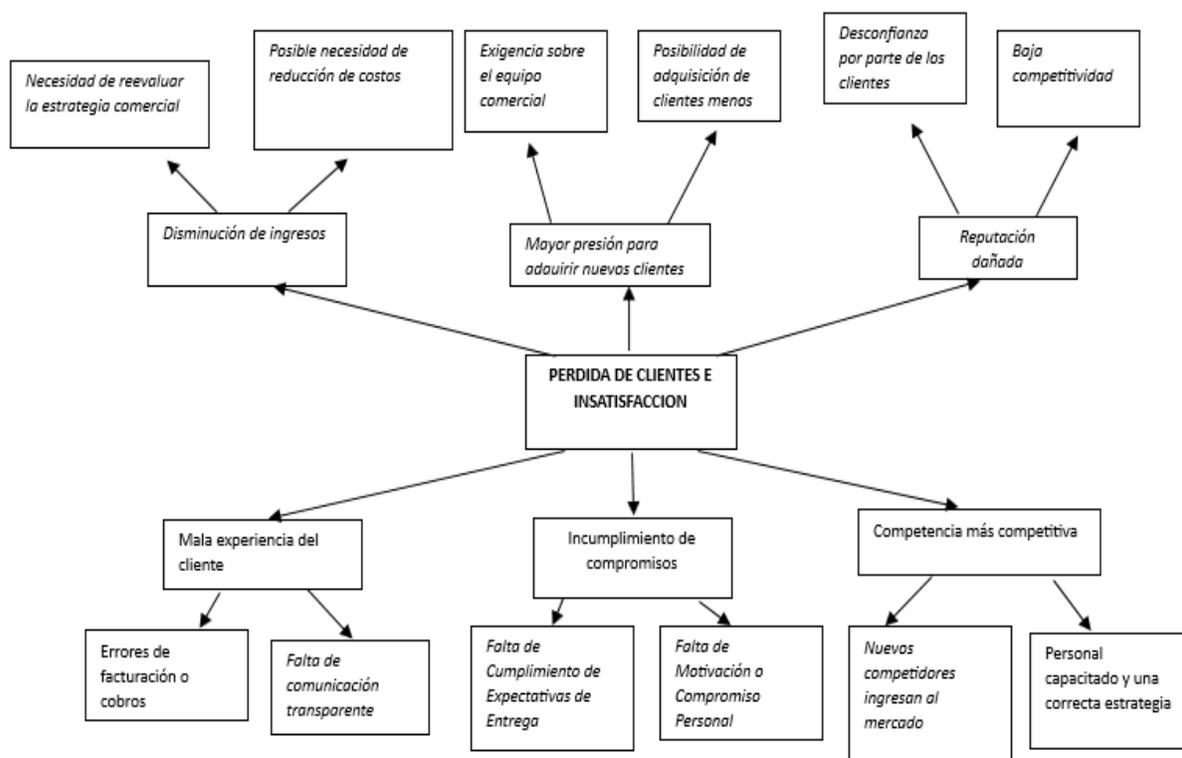 Necesidad de reevaluar
la estrategia comercial
Posible necesidad de
reducción de costos
Exigencia sobre
el equipo
comercial
Posibilidad de
adquisición de
clientes menos
Desconfianza
por parte de los
clientes
Baja
competitividad
Disminución de ingresos
Mayor presión para
adquirir nuevos clientes
Reputación
dañada
PERDIDA DE CLIENTES E
INSATISFACCION
Mala experiencia del
cliente
Incumplimiento de
compromisos
Competencia más competitiva
Errores de
facturación o
cobros
Falta de
comunicación
transparente
Falta de
Cumplimiento de
Expectativas de
Entrega
Falta de
Motivación o
Compromiso
Personal
Nuevos
competidores
ingresan al
mercado
Personal
capacitado y una
correcta estrategia